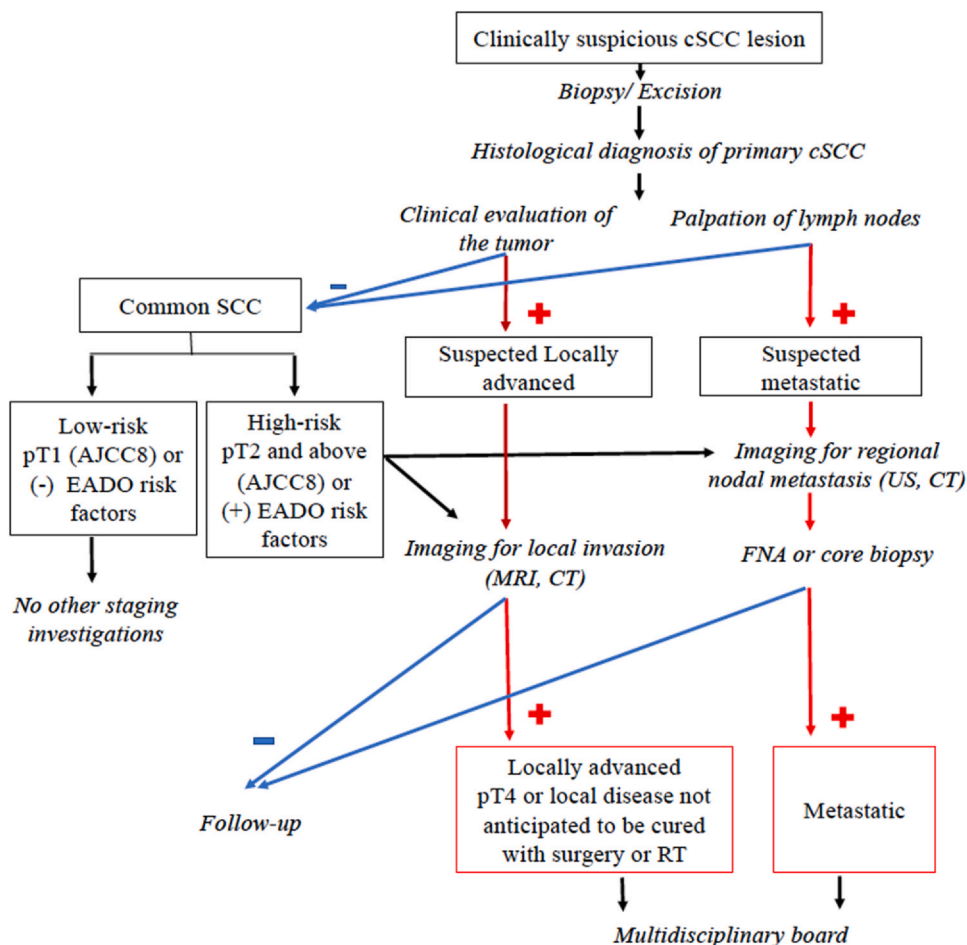 Clinically suspicious cSCC lesion
Biopsy/ Excision
Histological diagnosis of primary cSCC
Clinical evaluation of
the tumor
Palpation of lymph nodes
Common SCC
Suspected Locally
advanced
Suspected
metastatic
Low-risk
pT1 (AJCC8) or
(-) EADO risk
factors
High-risk
pT2 and above
(AJCC8) or
(+) EADO risk
factors
Imaging for regional
nodal metastasis (US, CT)
Imaging for local invasion
(MRI, CT)
FNA or core biopsy
No other staging
investigations
Follow-up
Locally advanced
pT4 or local disease not
anticipated to be cured
with surgery or RT
Metastatic
Multidisciplinary board